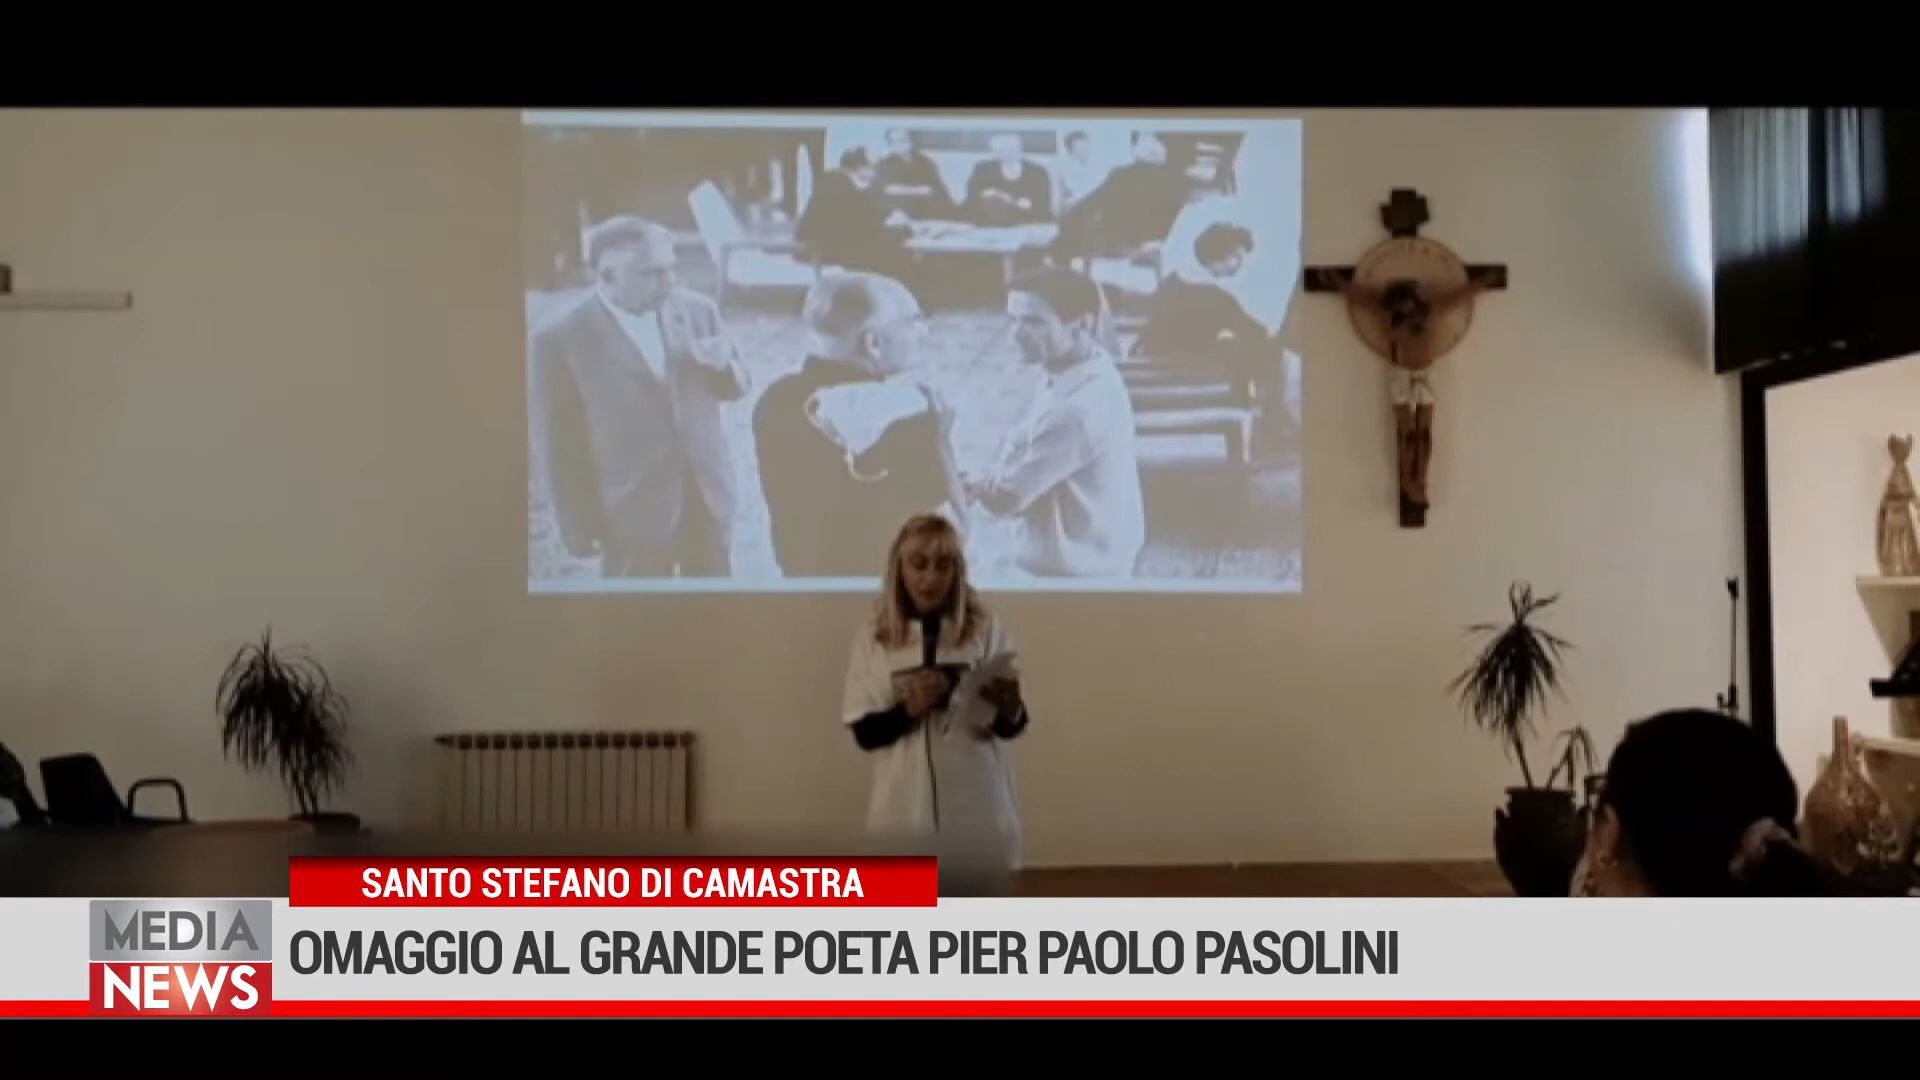 SANTO STEFANO DI CAMASTRA
MEDIA
NEWS
OMAGGIO AL GRANDE POETA PIER PAOLO PASOLINI